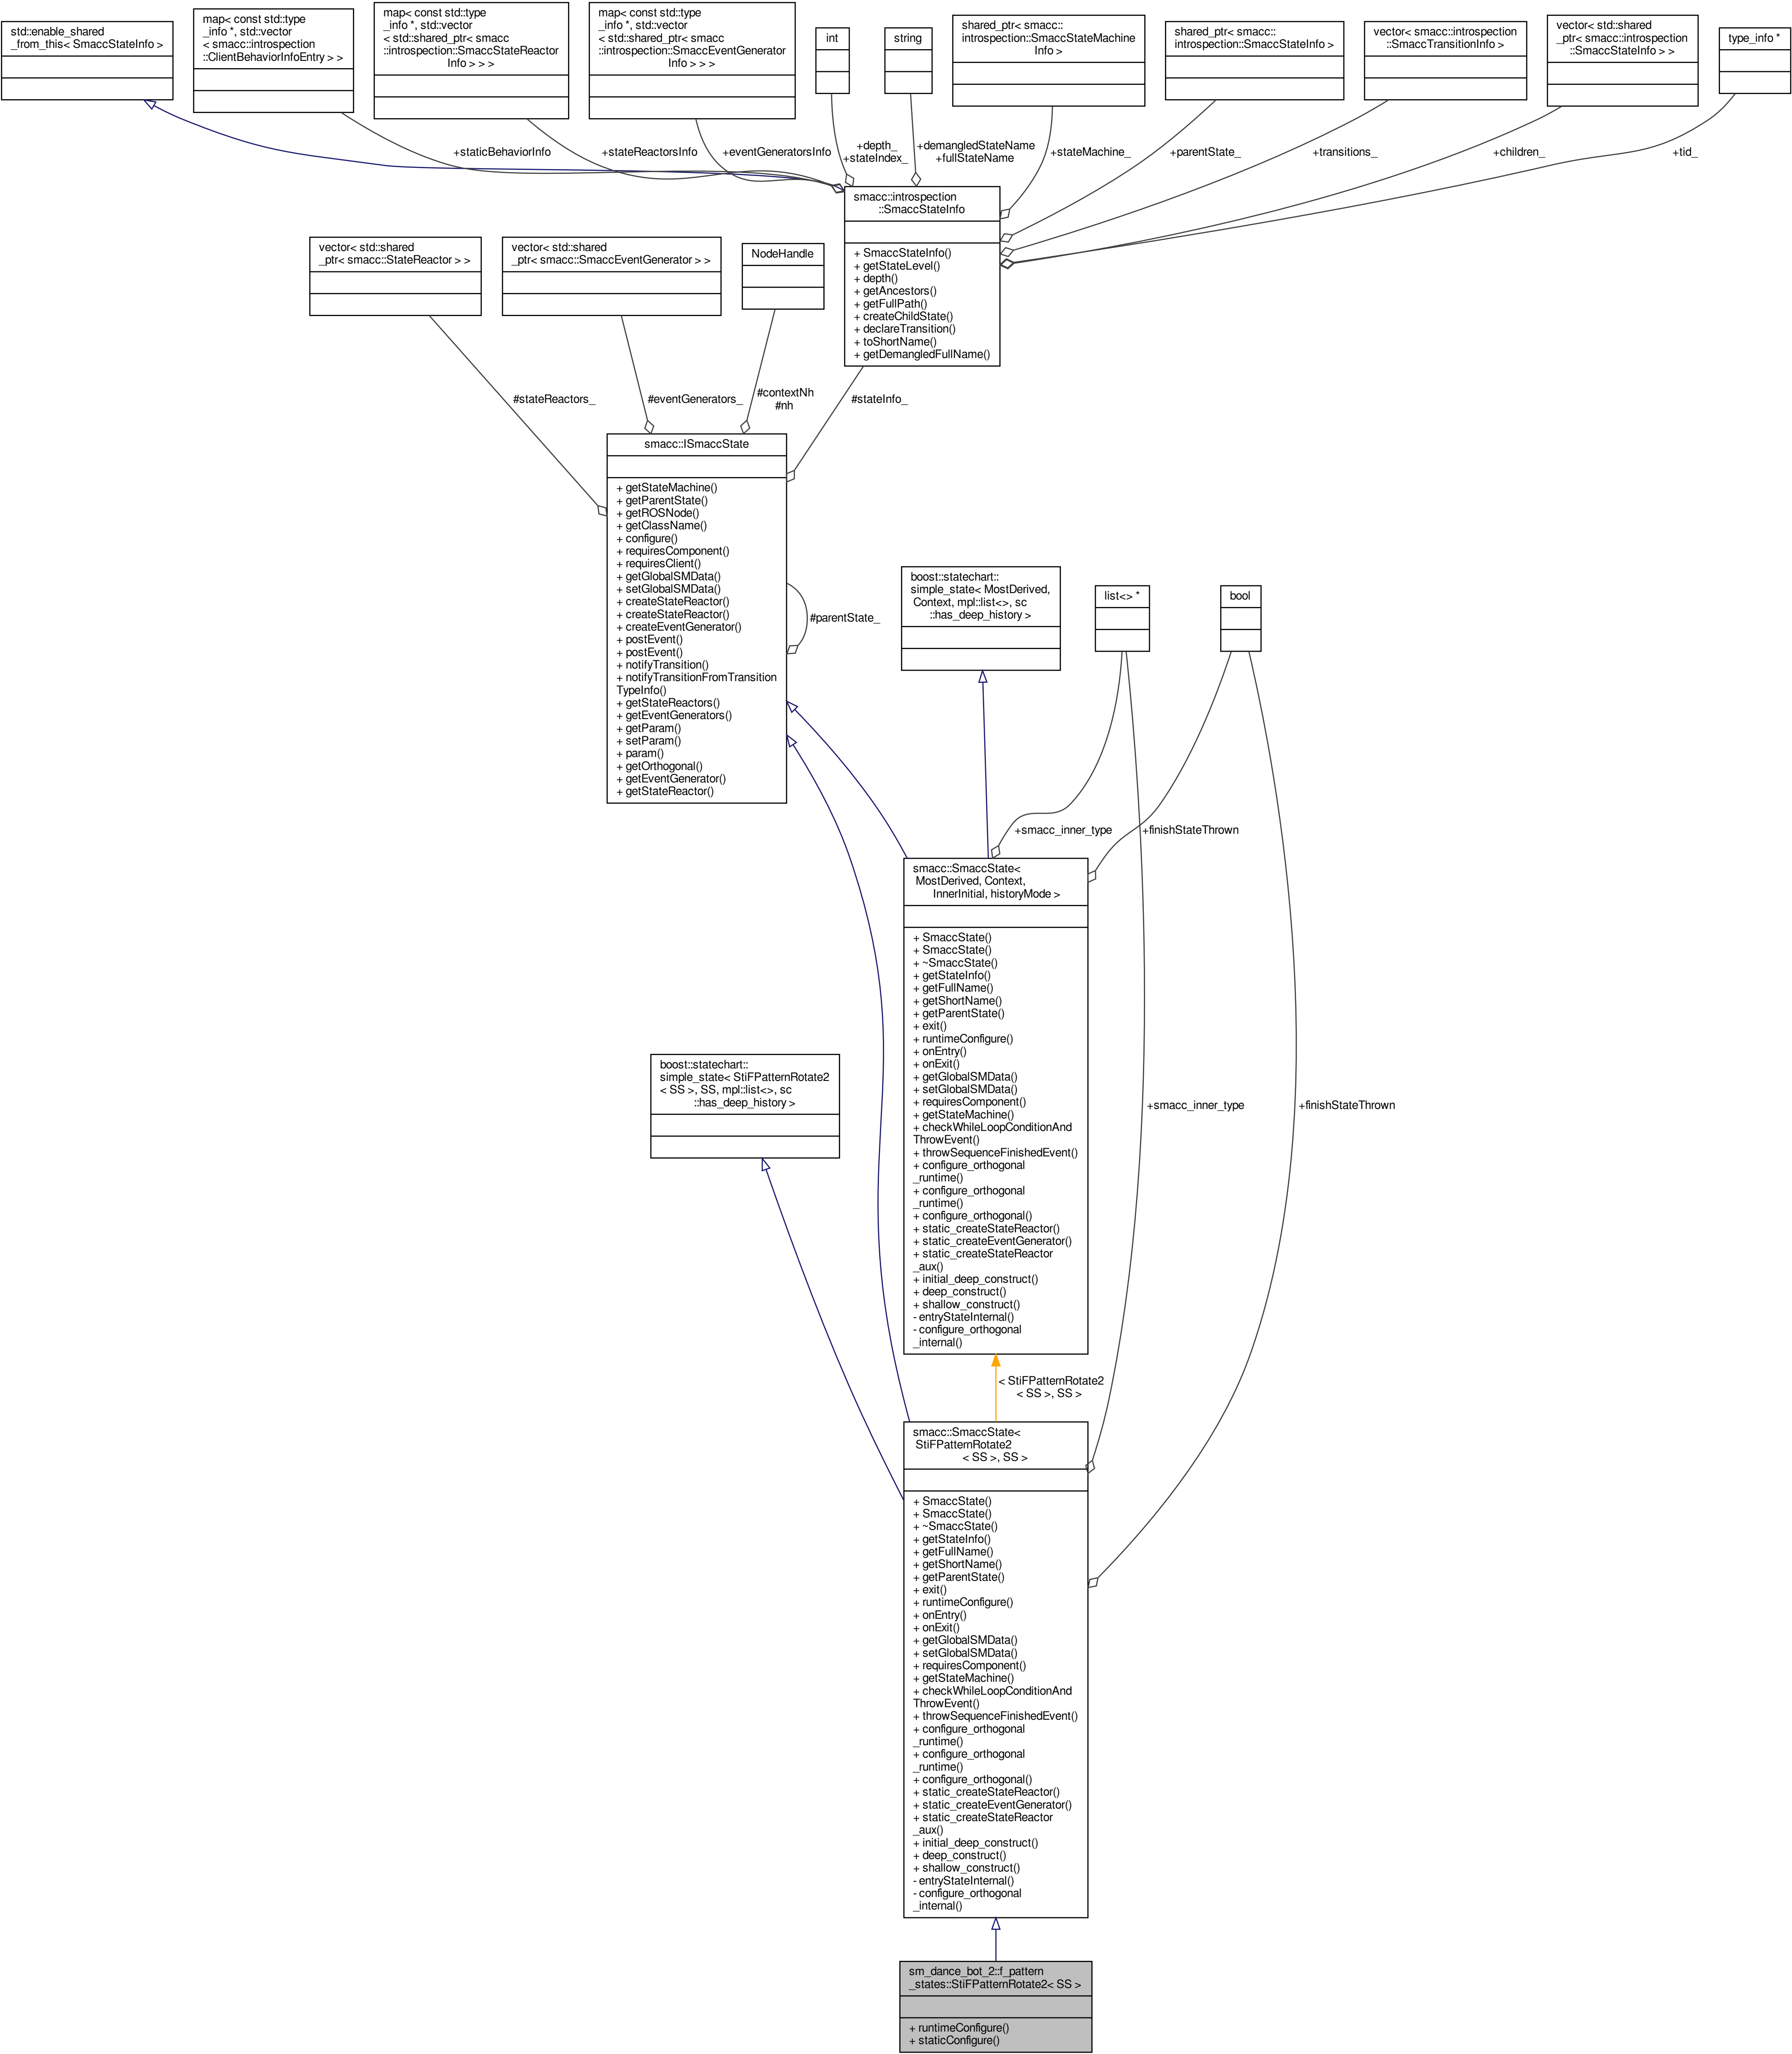 std::enable_shared
_from_this< SmaccStateInfo >
map< const std::type
_info *, std::vector
< smacc::introspection
::ClientBehaviorInfoEntry > >
map< const std::type
_info *, std::vector
< std::shared_ptr< smacc
::introspection::SmaccStateReactor
Info > > >
map< const std::type
_info *, std::vector
< std::shared_ptr< smacc
::introspection::SmaccEventGenerator
Info > > >
int
string
shared_ptr< smacc::
introspection::SmaccStateMachine
Info >
shared_ptr< smacc::
introspection::SmaccStateInfo >
vector< smacc::introspection
::SmaccTransitionInfo >
vector< std::shared
_ptr< smacc::introspection
::SmaccStateInfo > >
type_info *
+staticBehaviorInfo
+stateReactorsInfo
+eventGeneratorsInfo
+depth_
+stateIndex_
+demangledStateName
+fullStateName
+stateMachine_
+parentState_
+transitions_
+children_
+tid_
smacc::introspection
::SmaccStateInfo
+ SmaccStateInfo()
+ getStateLevel()
+ depth()
+ getAncestors()
+ getFullPath()
+ createChildState()
+ declareTransition()
+ toShortName()
+ getDemangledFullName()
vector< std::shared
_ptr< smacc::StateReactor > >
vector< std::shared
_ptr< smacc::SmaccEventGenerator > >
NodeHandle
#stateReactors_
#eventGenerators_
#contextNh
#nh
#stateInfo_
smacc::ISmaccState
+ getStateMachine()
+ getParentState()
+ getROSNode()
+ getClassName()
+ configure()
+ requiresComponent()
+ requiresClient()
+ getGlobalSMData()
+ setGlobalSMData()
+ createStateReactor()
+ createStateReactor()
+ createEventGenerator()
+ postEvent()
+ postEvent()
+ notifyTransition()
+ notifyTransitionFromTransition
TypeInfo()
+ getStateReactors()
+ getEventGenerators()
+ getParam()
+ setParam()
+ param()
+ getOrthogonal()
+ getEventGenerator()
+ getStateReactor()
#parentState_
boost::statechart::
simple_state< MostDerived,
Context, mpl::list<>, sc
::has_deep_history >
list<> *
bool
+smacc_inner_type
+finishStateThrown
smacc::SmaccState<
MostDerived, Context,
InnerInitial, historyMode >
+ SmaccState()
+ SmaccState()
+ ~SmaccState()
+ getStateInfo()
+ getFullName()
+ getShortName()
+ getParentState()
+ exit()
+ runtimeConfigure()
+ onEntry()
+ onExit()
+ getGlobalSMData()
+ setGlobalSMData()
+ requiresComponent()
+ getStateMachine()
+ checkWhileLoopConditionAnd
ThrowEvent()
+ throwSequenceFinishedEvent()
+ configure_orthogonal
_runtime()
+ configure_orthogonal
_runtime()
+ configure_orthogonal()
+ static_createStateReactor()
+ static_createEventGenerator()
+ static_createStateReactor
_aux()
+ initial_deep_construct()
+ deep_construct()
+ shallow_construct()
- entryStateInternal()
- configure_orthogonal
_internal()
boost::statechart::
simple_state< StiFPatternRotate2
< SS >, SS, mpl::list<>, sc
::has_deep_history >
+smacc_inner_type
+finishStateThrown
< StiFPatternRotate2
< SS >, SS >
smacc::SmaccState<
StiFPatternRotate2
< SS >, SS >
+ SmaccState()
+ SmaccState()
+ ~SmaccState()
+ getStateInfo()
+ getFullName()
+ getShortName()
+ getParentState()
+ exit()
+ runtimeConfigure()
+ onEntry()
+ onExit()
+ getGlobalSMData()
+ setGlobalSMData()
+ requiresComponent()
+ getStateMachine()
+ checkWhileLoopConditionAnd
ThrowEvent()
+ throwSequenceFinishedEvent()
+ configure_orthogonal
_runtime()
+ configure_orthogonal
_runtime()
+ configure_orthogonal()
+ static_createStateReactor()
+ static_createEventGenerator()
+ static_createStateReactor
_aux()
+ initial_deep_construct()
+ deep_construct()
+ shallow_construct()
- entryStateInternal()
- configure_orthogonal
_internal()
sm_dance_bot_2::f_pattern
_states::StiFPatternRotate2< SS >
+ runtimeConfigure()
+ staticConfigure()